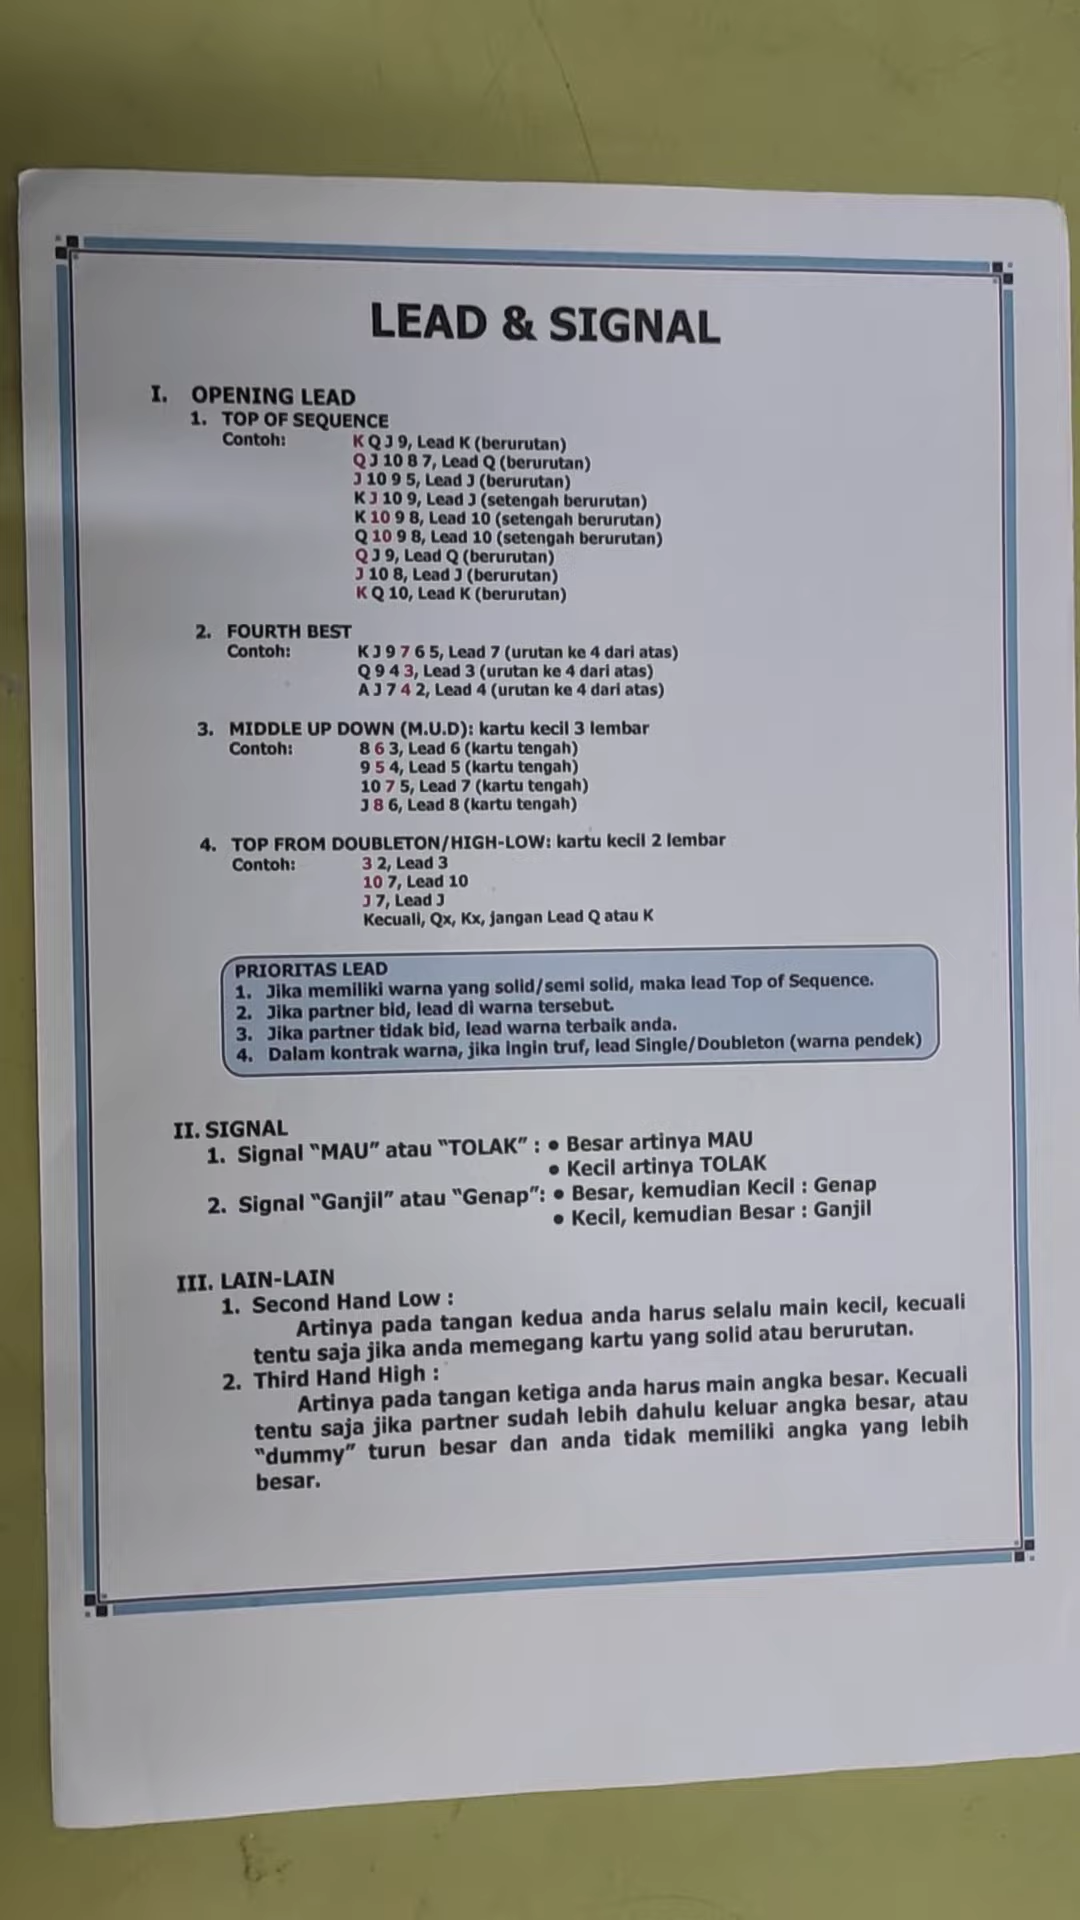 LEAD & SIGNAL
I. OPENING LEAD
1. TOP OF SEQUENCE
Contoh: K Q J 9, Lead K (berurutan)
Q J 10 8 7, Lead Q (berurutan)
J 10 9 5, Lead J (berurutan)
K J 10 9, Lead J (setengah berurutan)
K 10 9 8, Lead 10 (setengah berurutan)
Q 10 9 8, Lead 10 (setengah berurutan)
Q J 9, Lead Q (berurutan)
J 10 8, Lead J (berurutan)
K Q 10, Lead K (berurutan)
2. FOURTH BEST
Contoh: K J 9 7 6 5, Lead 7 (urutan ke 4 dari atas)
Q 9 4 3, Lead 3 (urutan ke 4 dari atas)
A J 7 4 2, Lead 4 (urutan ke 4 dari atas)
3. MIDDLE UP DOWN (M.U.D): kartu kecil 3 lembar
Contoh: 8 6 3, Lead 6 (kartu tengah)
9 5 4, Lead 5 (kartu tengah)
10 7 5, Lead 7 (kartu tengah)
J 8 6, Lead 8 (kartu tengah)
4. TOP FROM DOUBLETON/HIGH-LOW: kartu kecil 2 lembar
Contoh: 3 2, Lead 3
10 7, Lead 10
J 7, Lead J
Kecuali, Qx, Kx, jangan Lead Q atau K
PRIORITAS LEAD
1. Jika memiliki warna yang solid/semi solid, maka lead Top of Sequence.
2. Jika partner bid, lead di warna tersebut.
3. Jika partner tidak bid, lead warna terbaik anda.
4. Dalam kontrak warna, jika ingin truf, lead Single/Doubleton (warna pendek)
II. SIGNAL
1. Signal "MAU" atau "TOLAK" : • Besar artinya MAU
• Kecil artinya TOLAK
2. Signal "Ganjil" atau "Genap": • Besar, kemudian Kecil : Genap
• Kecil, kemudian Besar : Ganjil
III. LAIN-LAIN
1. Second Hand Low :
Artinya pada tangan kedua anda harus selalu main kecil, kecuali
tentu saja jika anda memegang kartu yang solid atau berurutan.
2. Third Hand High :
Artinya pada tangan ketiga anda harus main angka besar. Kecuali
tentu saja jika partner sudah lebih dahulu keluar angka besar, atau
"dummy" turun besar dan anda tidak memiliki angka yang lebih
besar.